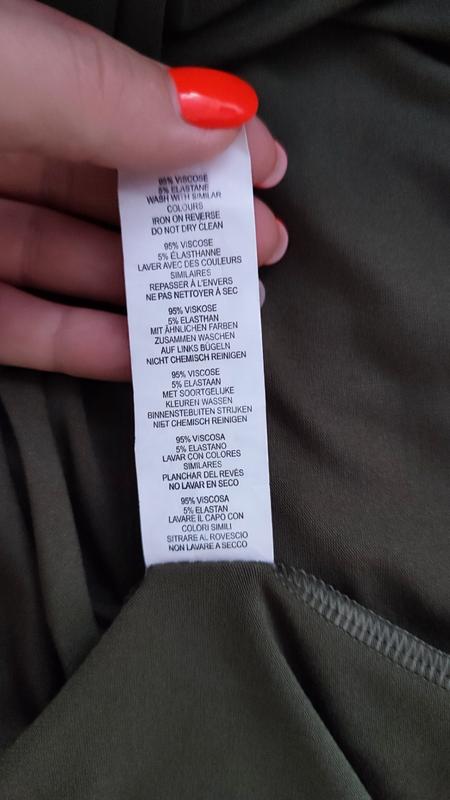 95% VISCOSE
5% ELASTANE
WASH WITH SIMILAR
COLOURS
IRON ON REVERSE
DO NOT DRY CLEAN
95% VISCOSE
5% ÉLASTHANNE
LAVER AVEC DES COULEURS
SIMILAIRES
REPASSER À L'ENVERS
NE PAS NETTOYER À SEC
95% VISKOSE
5% ELASTHAN
MIT ÄHNLICHEN FARBEN
ZUSAMMEN WASCHEN
AUF LINKS BÜGELN
NICHT CHEMISCH REINIGEN
95% VISCOSE
5% ELASTAAN
MET SOORTGELIJKE
KLEUREN WASSEN
BINNENSTEBUITEN STRIJKEN
NIET CHEMISCH REINIGEN
95% VISCOSA
5% ELASTANO
LAVAR CON COLORES
SIMILARES
PLANCHAR DEL REVÉS
NO LAVAR EN SECO
95% VISCOSA
5% ELASTAN
LAVARE IL CAPO CON
COLORI SIMILI
SITRARE AL ROVESCIO
NON LAVARE A SECCO